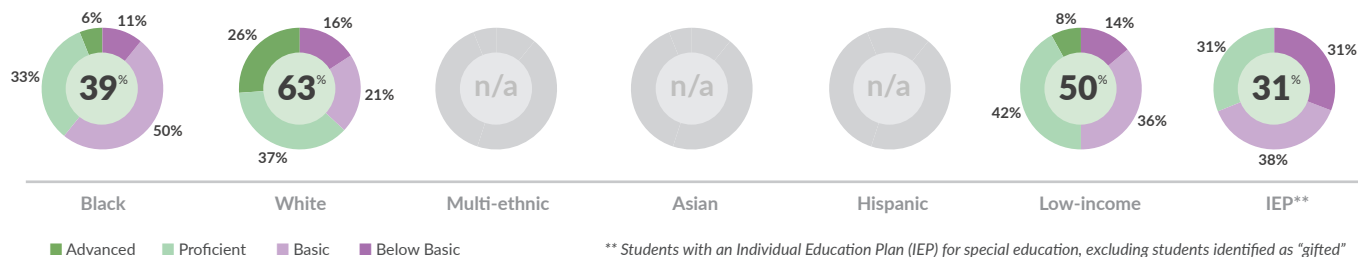 6% 11%
33% 39% 50%
26% 16%
63% 21%
37%
n/a
n/a
n/a
8% 14%
42% 50% 36%
31% 31% 31%
38%
Black White Multi-ethnic Asian Hispanic Low-income IEP**
Advanced Proficient Basic Below Basic ** Students with an Individual Education Plan (IEP) for special education, excluding students identified as “gifted”